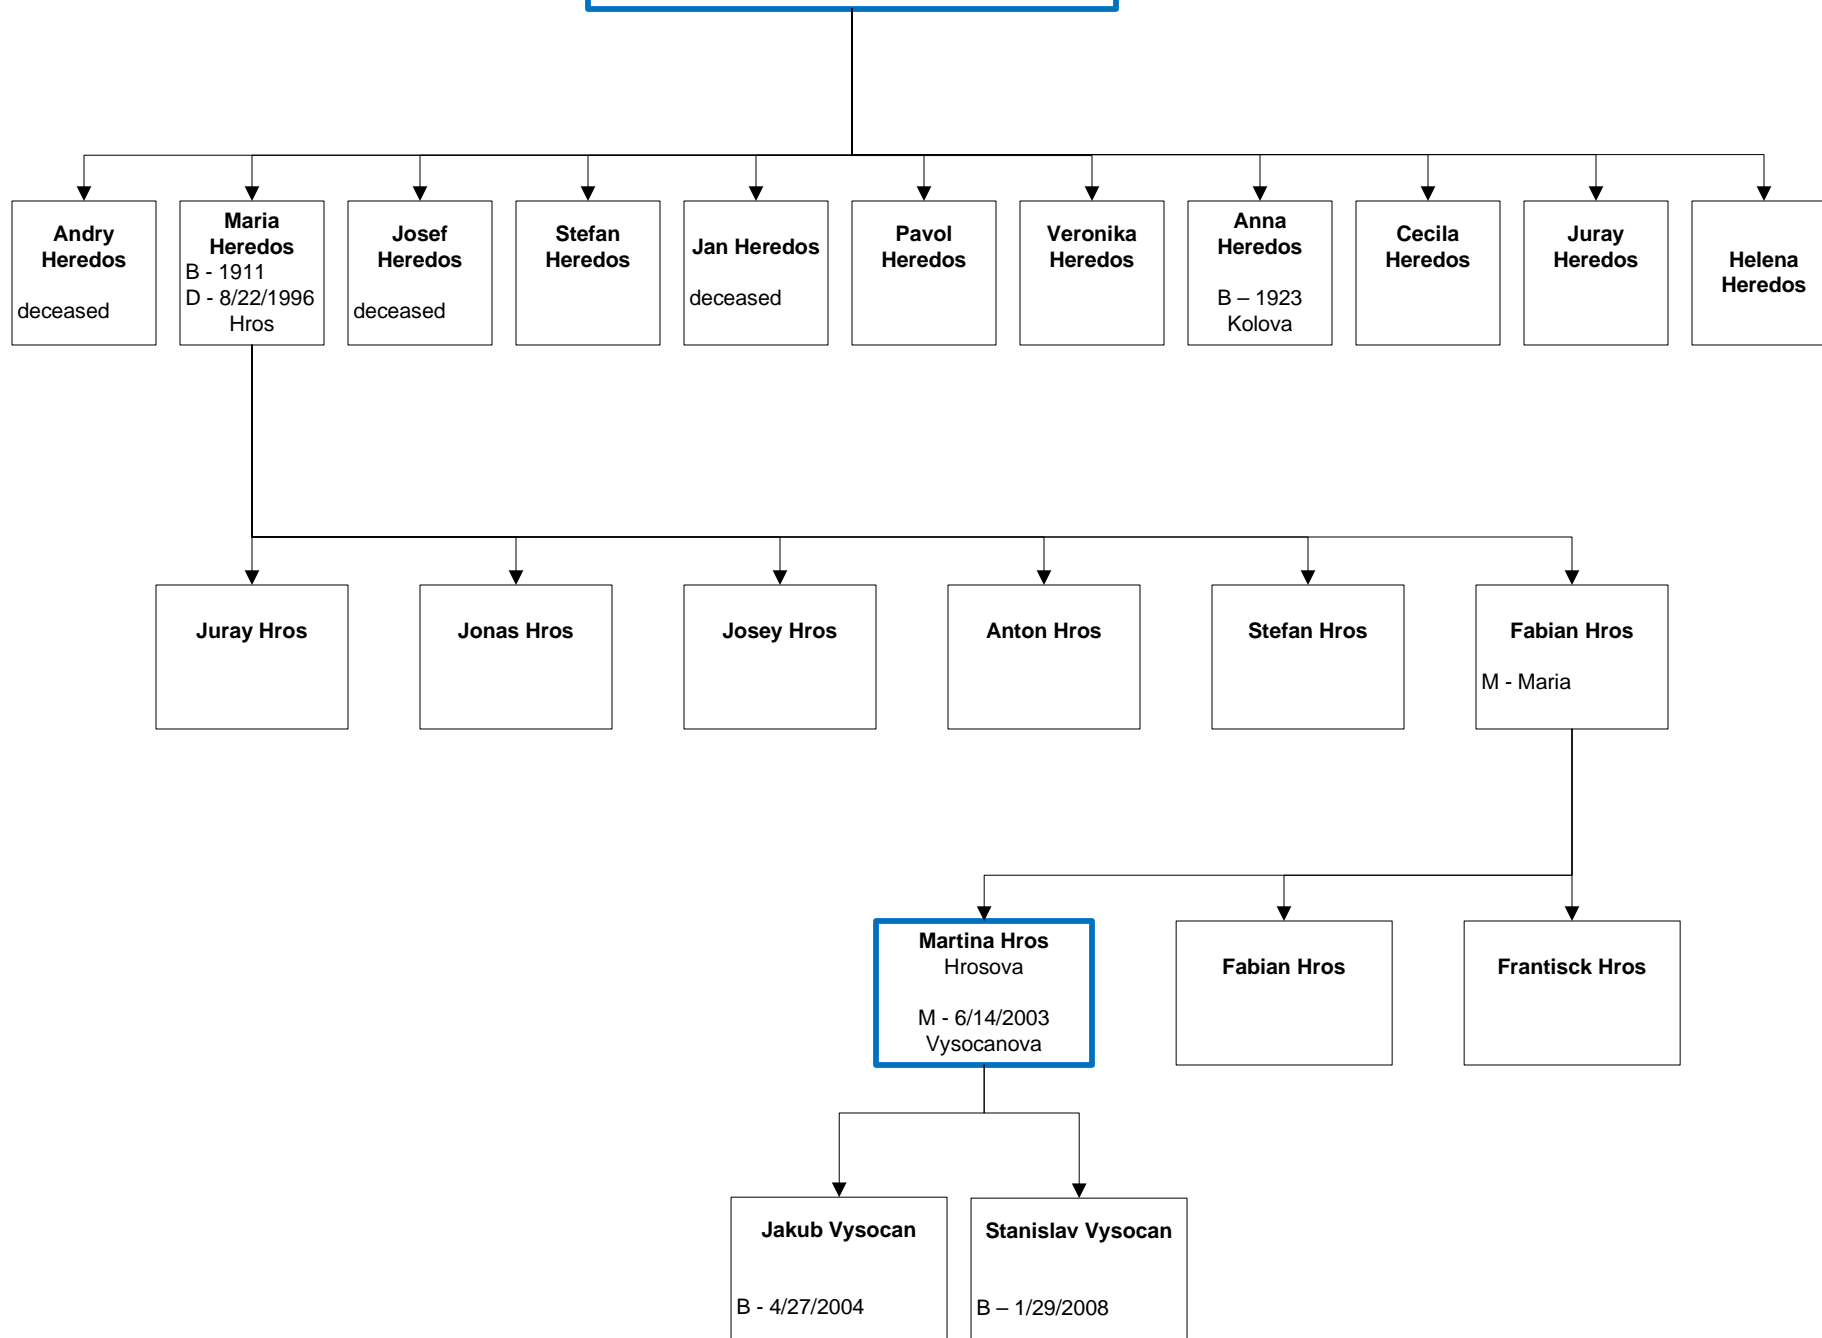 Andry
Heredos
deceased
Maria
Heredos
B - 1911
D - 8/22/1996
Hros
Josef
Heredos
deceased
Stefan
Heredos
Jan Heredos
deceased
Pavol
Heredos
Veronika
Heredos
Anna
Heredos
B – 1923
Kolova
Cecila
Heredos
Juray
Heredos
Helena
Heredos
Juray Hros
Jonas Hros
Josey Hros
Anton Hros
Stefan Hros
Fabian Hros
M - Maria
Martina Hros
Hrosova
M - 6/14/2003
Vysocanova
Fabian Hros
Frantisck Hros
Jakub Vysocan
B - 4/27/2004
Stanislav Vysocan
B – 1/29/2008